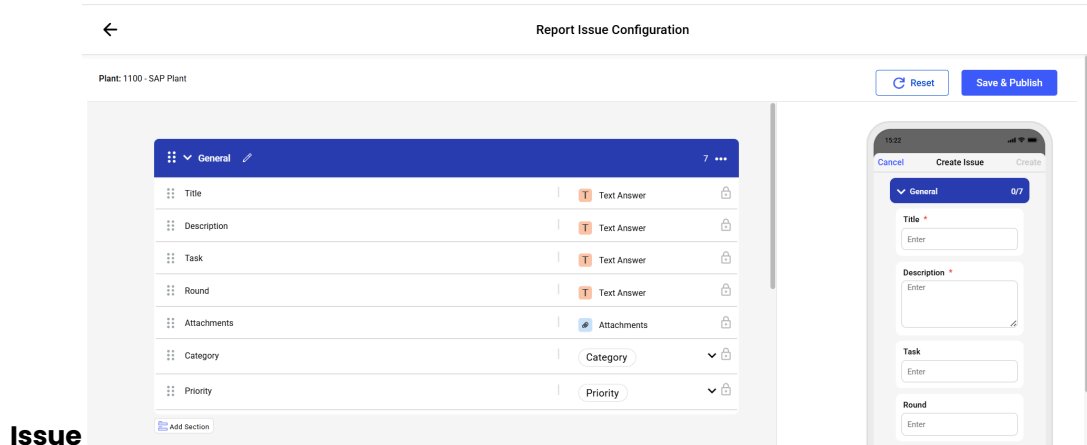 Report Issue Configuration
Plant: 1100 - SAP Plant
Reset
Save & Publish
General
7
Title
Text Answer
Description
Text Answer
Task
Text Answer
Round
Text Answer
Attachments
Attachments
Category
Category
Priority
Priority
Add Section
15:22
Cancel
Create Issue
Create
General
0/7
Title *
Enter
Description *
Enter
Task
Enter
Round
Enter
Issue